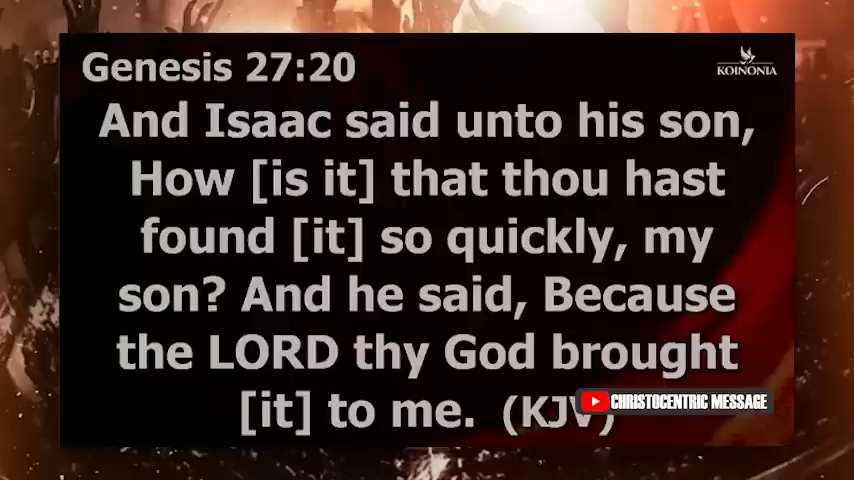 Genesis 27:20
KOINONIA
And Isaac said unto his son,
How [is it] that thou hast
found [it] so quickly, my
son? And he said, Because
the LORD thy God brought
[it] to me. (KJV)
CHRISTOCENTRIC MESSAGE